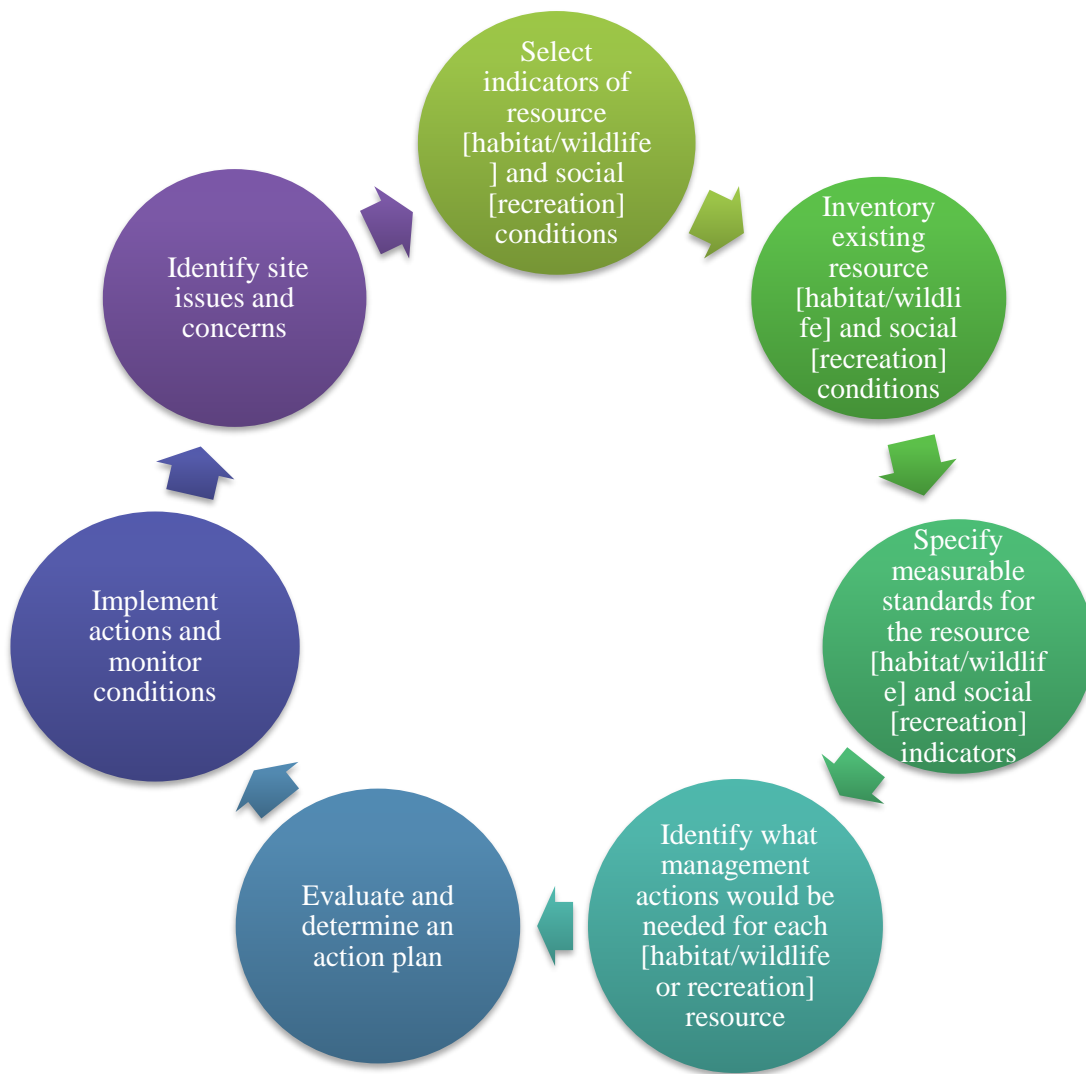 Select
indicators of
resource
[habitat/wildlife
] and social
[recreation]
conditions
Inventory
existing
resource
[habitat/wildli
fe] and social
[recreation]
conditions
Specify
measurable
standards for
the resource
[habitat/wildlif
e] and social
[recreation]
indicators
Identify what
management
actions would be
needed for each
[habitat/wildlife
or recreation]
resource
Evaluate and
determine an
action plan
Implement
actions and
monitor
conditions
Identify site
issues and
concerns